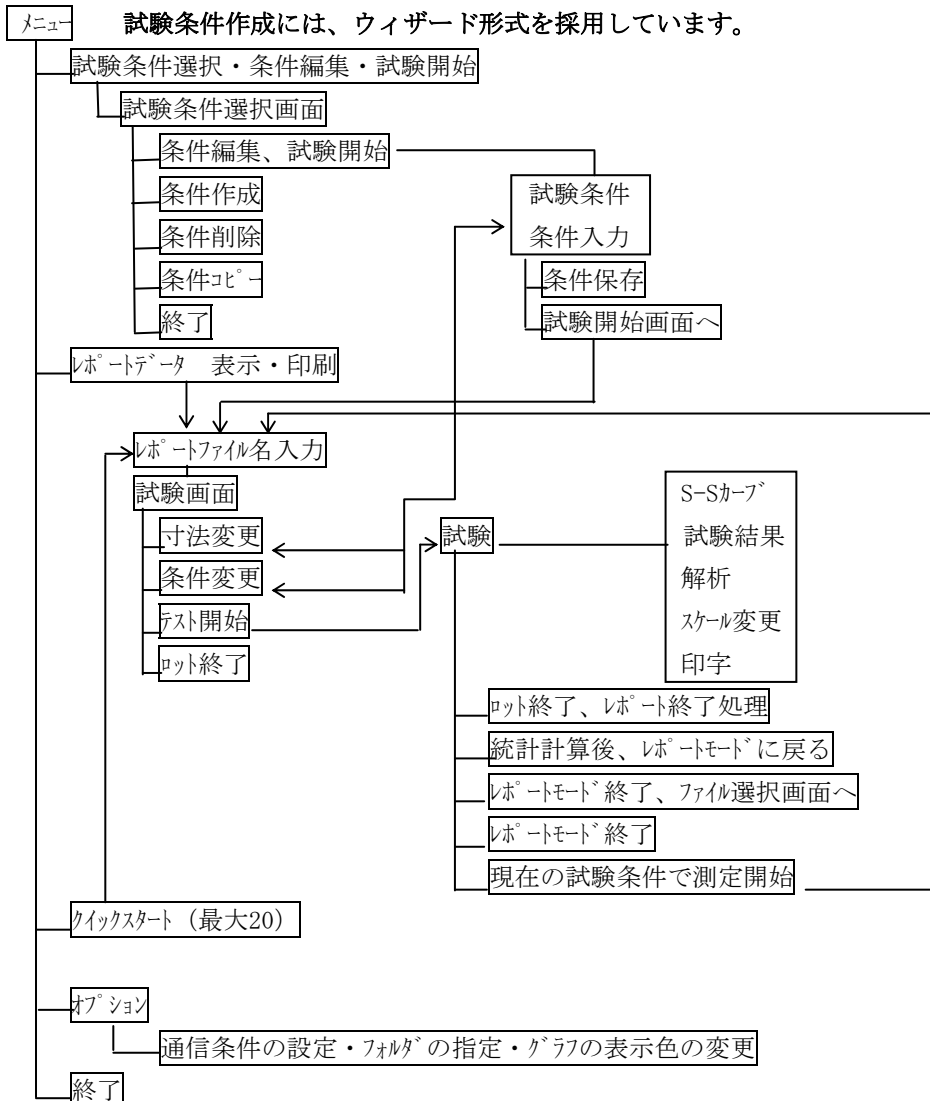 メニュー　試験条件作成には、ウィザード形式を採用しています。
試験条件選択・条件編集・試験開始
試験条件選択画面
条件編集、試験開始
条件作成
条件削除
条件ｺﾋﾟｰ
終了
試験条件
条件入力
条件保存
試験開始画面へ
ﾚﾎﾟｰﾄﾃﾞｰﾀ　表示・印刷
ﾚﾎﾟｰﾄﾌｧｲﾙ名入力
試験画面
寸法変更
条件変更
ﾃｽﾄ開始
ﾛｯﾄ終了
試験
S-Sｶｰﾌﾞ
試験結果
解析
ｽｹｰﾙ変更
印字
ﾛｯﾄ終了、ﾚﾎﾟｰﾄ終了処理
統計計算後、ﾚﾎﾟｰﾄﾓｰﾄﾞに戻る
ﾚﾎﾟｰﾄﾓｰﾄﾞ終了、ﾌｧｲﾙ選択画面へ
ﾚﾎﾟｰﾄﾓｰﾄﾞ終了
現在の試験条件で測定開始
ｸｲｯｸｽﾀｰﾄ（最大20）
ｵﾌﾟｼｮﾝ
通信条件の設定・ﾌｫﾙﾀﾞの指定・ｸﾞﾗﾌの表示色の変更
終了